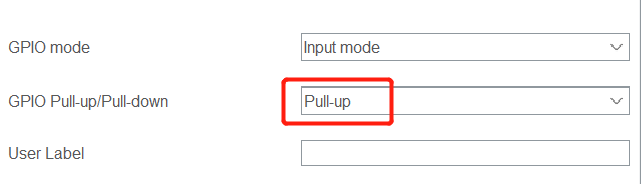 GPIO mode Input mode
GPIO Pull-up/Pull-down Pull-up
User Label